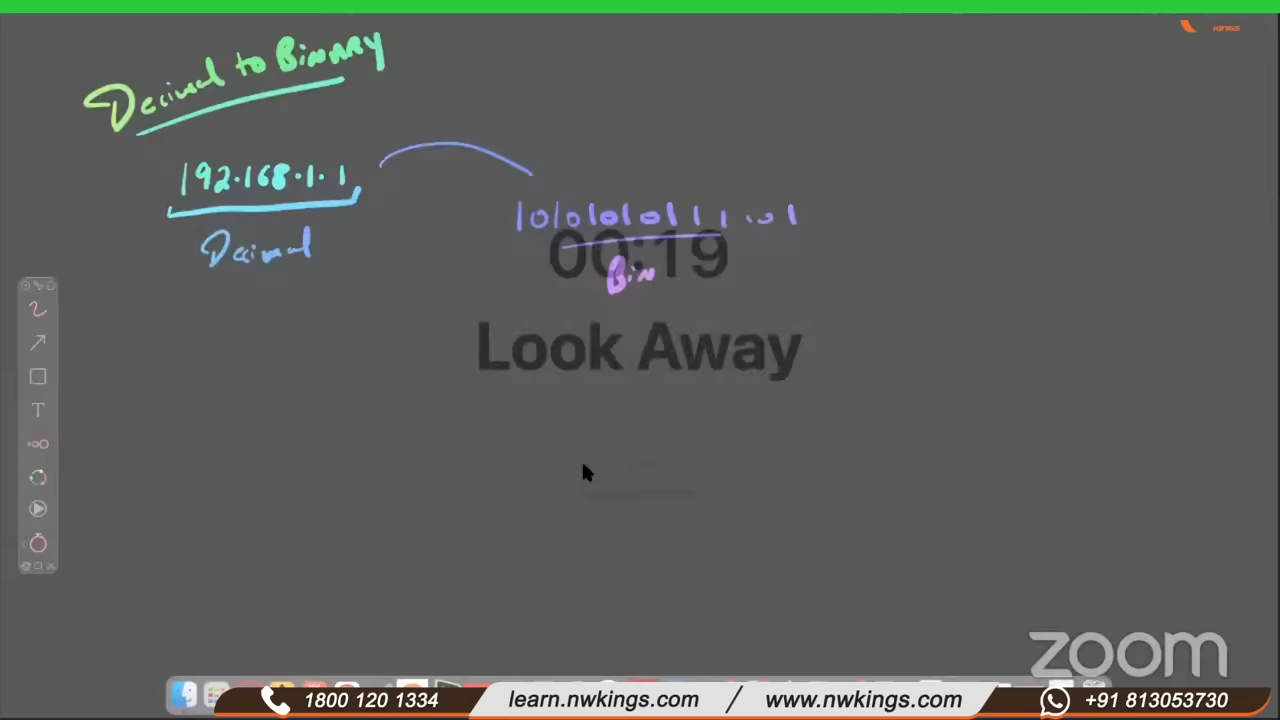 KINGS
Decimal to Binary
192.168.1.1
Decimal
00:19
Bin
Look Away
zoom
1800 120 1334 learn.nwkings.com / www.nwkings.com +91 813053730